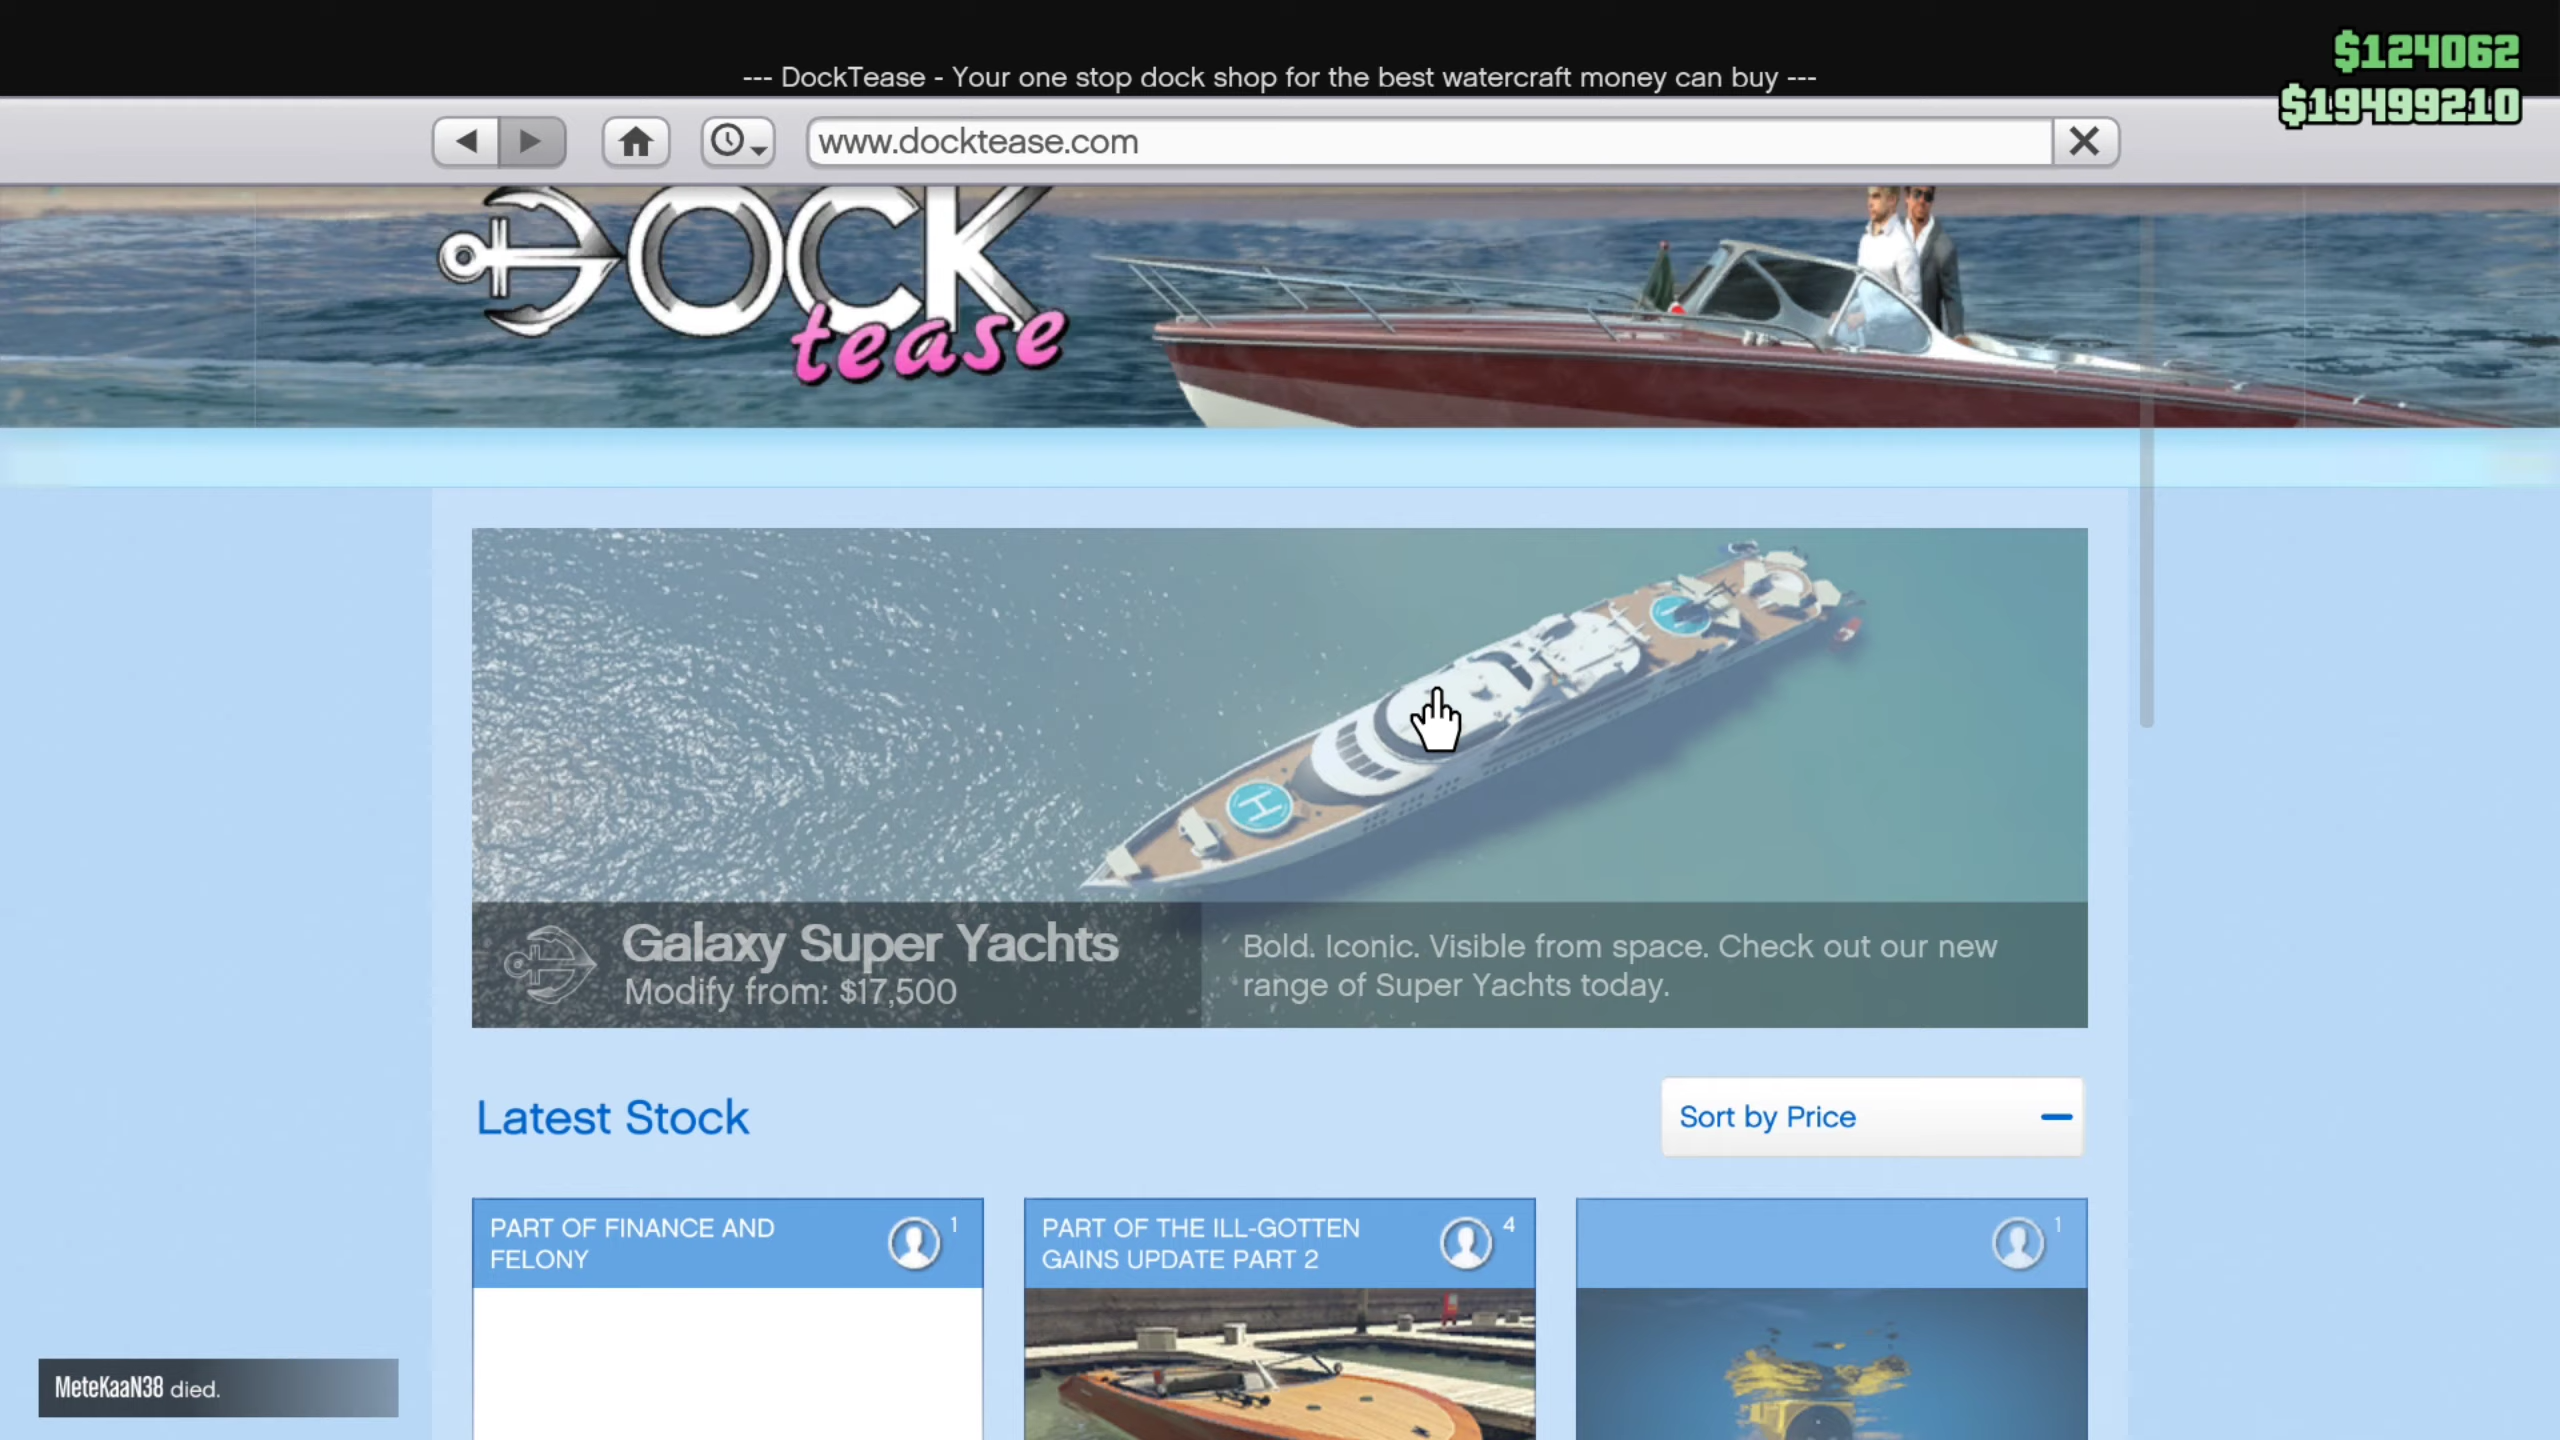 --- DockTease - Your one stop dock shop for the best watercraft money can buy ---
$124062
$19499210
www.docktease.com
DOCK
tease
Galaxy Super Yachts
Modify from: $17,500
Bold. Iconic. Visible from space. Check out our new
range of Super Yachts today.
Latest Stock
Sort by Price
PART OF FINANCE AND
FELONY
1
PART OF THE ILL-GOTTEN
GAINS UPDATE PART 2
4
1
MeteKaaN38 died.